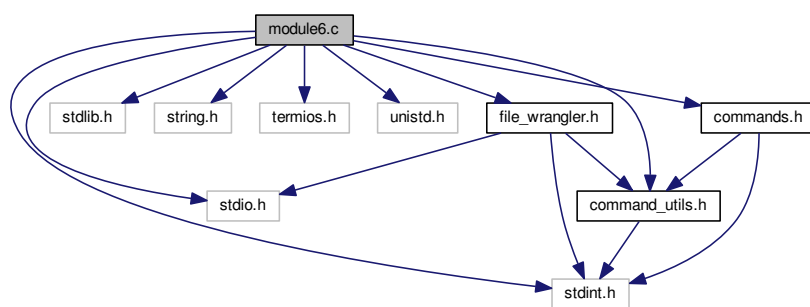 module6.c
stdlib.h
string.h
termios.h
unistd.h
file_wrangler.h
commands.h
stdio.h
command_utils.h
stdint.h